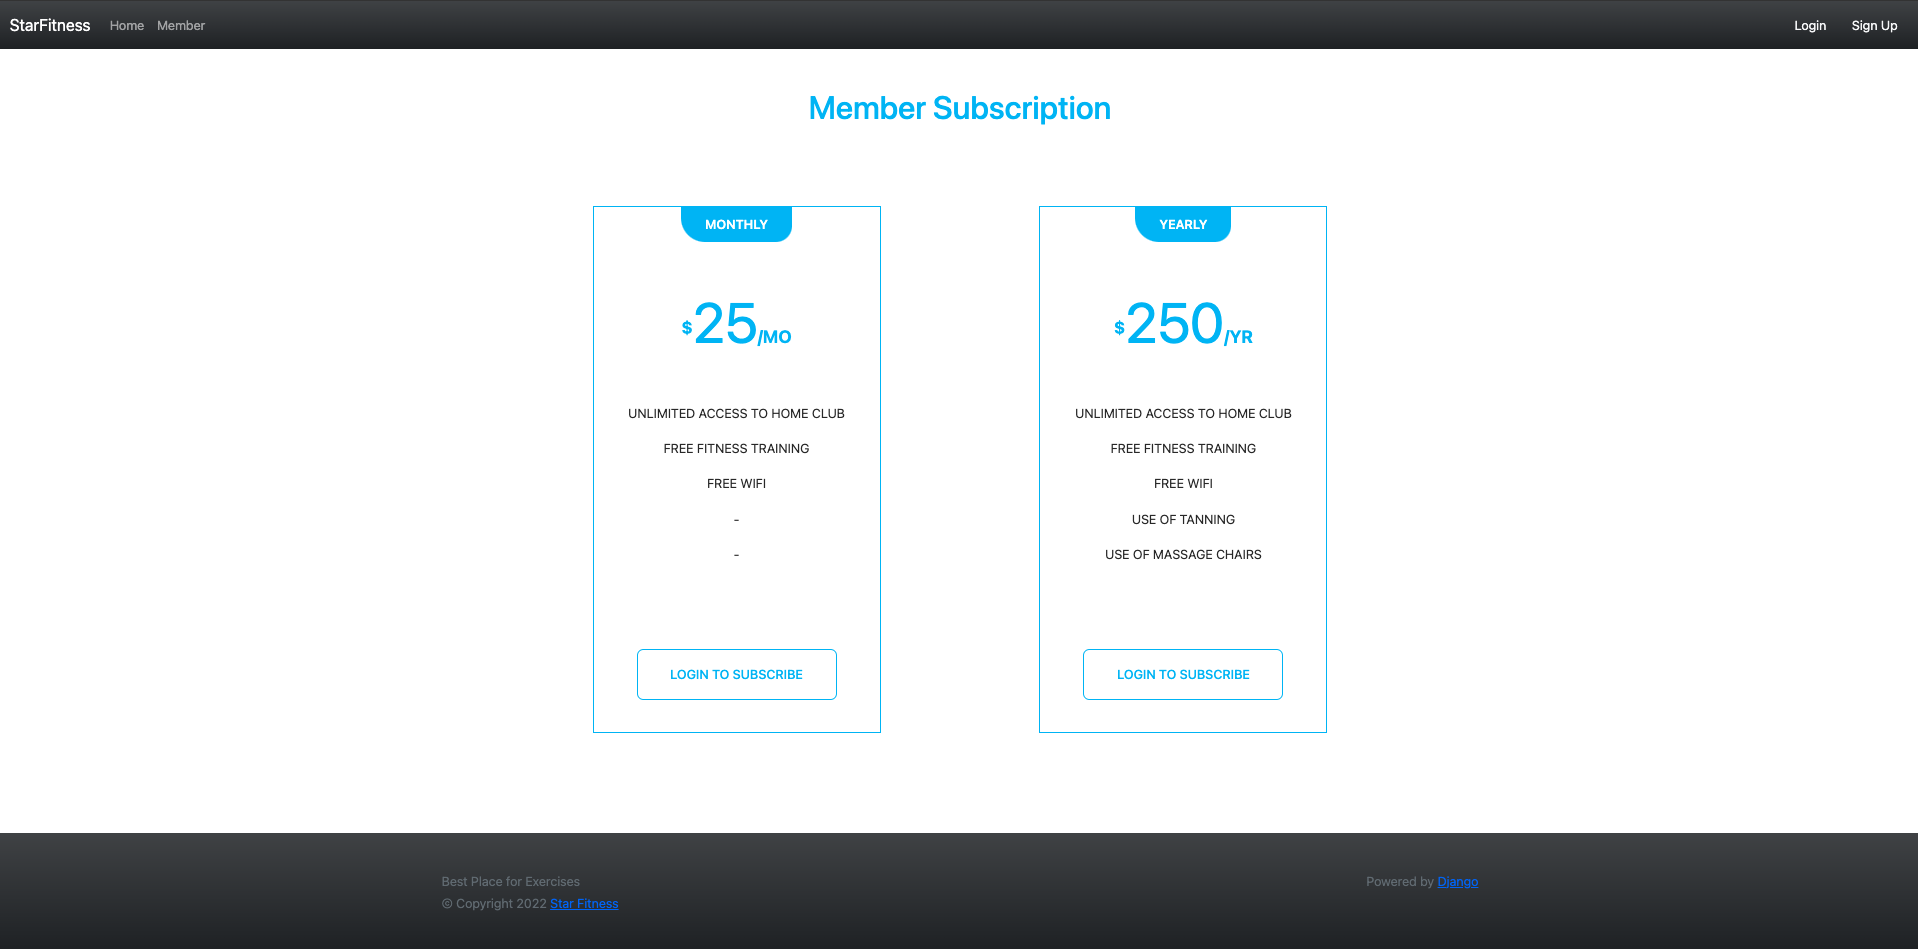 StarFitness Home Member Login Sign Up
Member Subscription
MONTHLY
$25/MO
UNLIMITED ACCESS TO HOME CLUB
FREE FITNESS TRAINING
FREE WIFI
-
-
LOGIN TO SUBSCRIBE
YEARLY
$250/YR
UNLIMITED ACCESS TO HOME CLUB
FREE FITNESS TRAINING
FREE WIFI
USE OF TANNING
USE OF MASSAGE CHAIRS
LOGIN TO SUBSCRIBE
Best Place for Exercises
© Copyright 2022 Star Fitness
Powered by Django